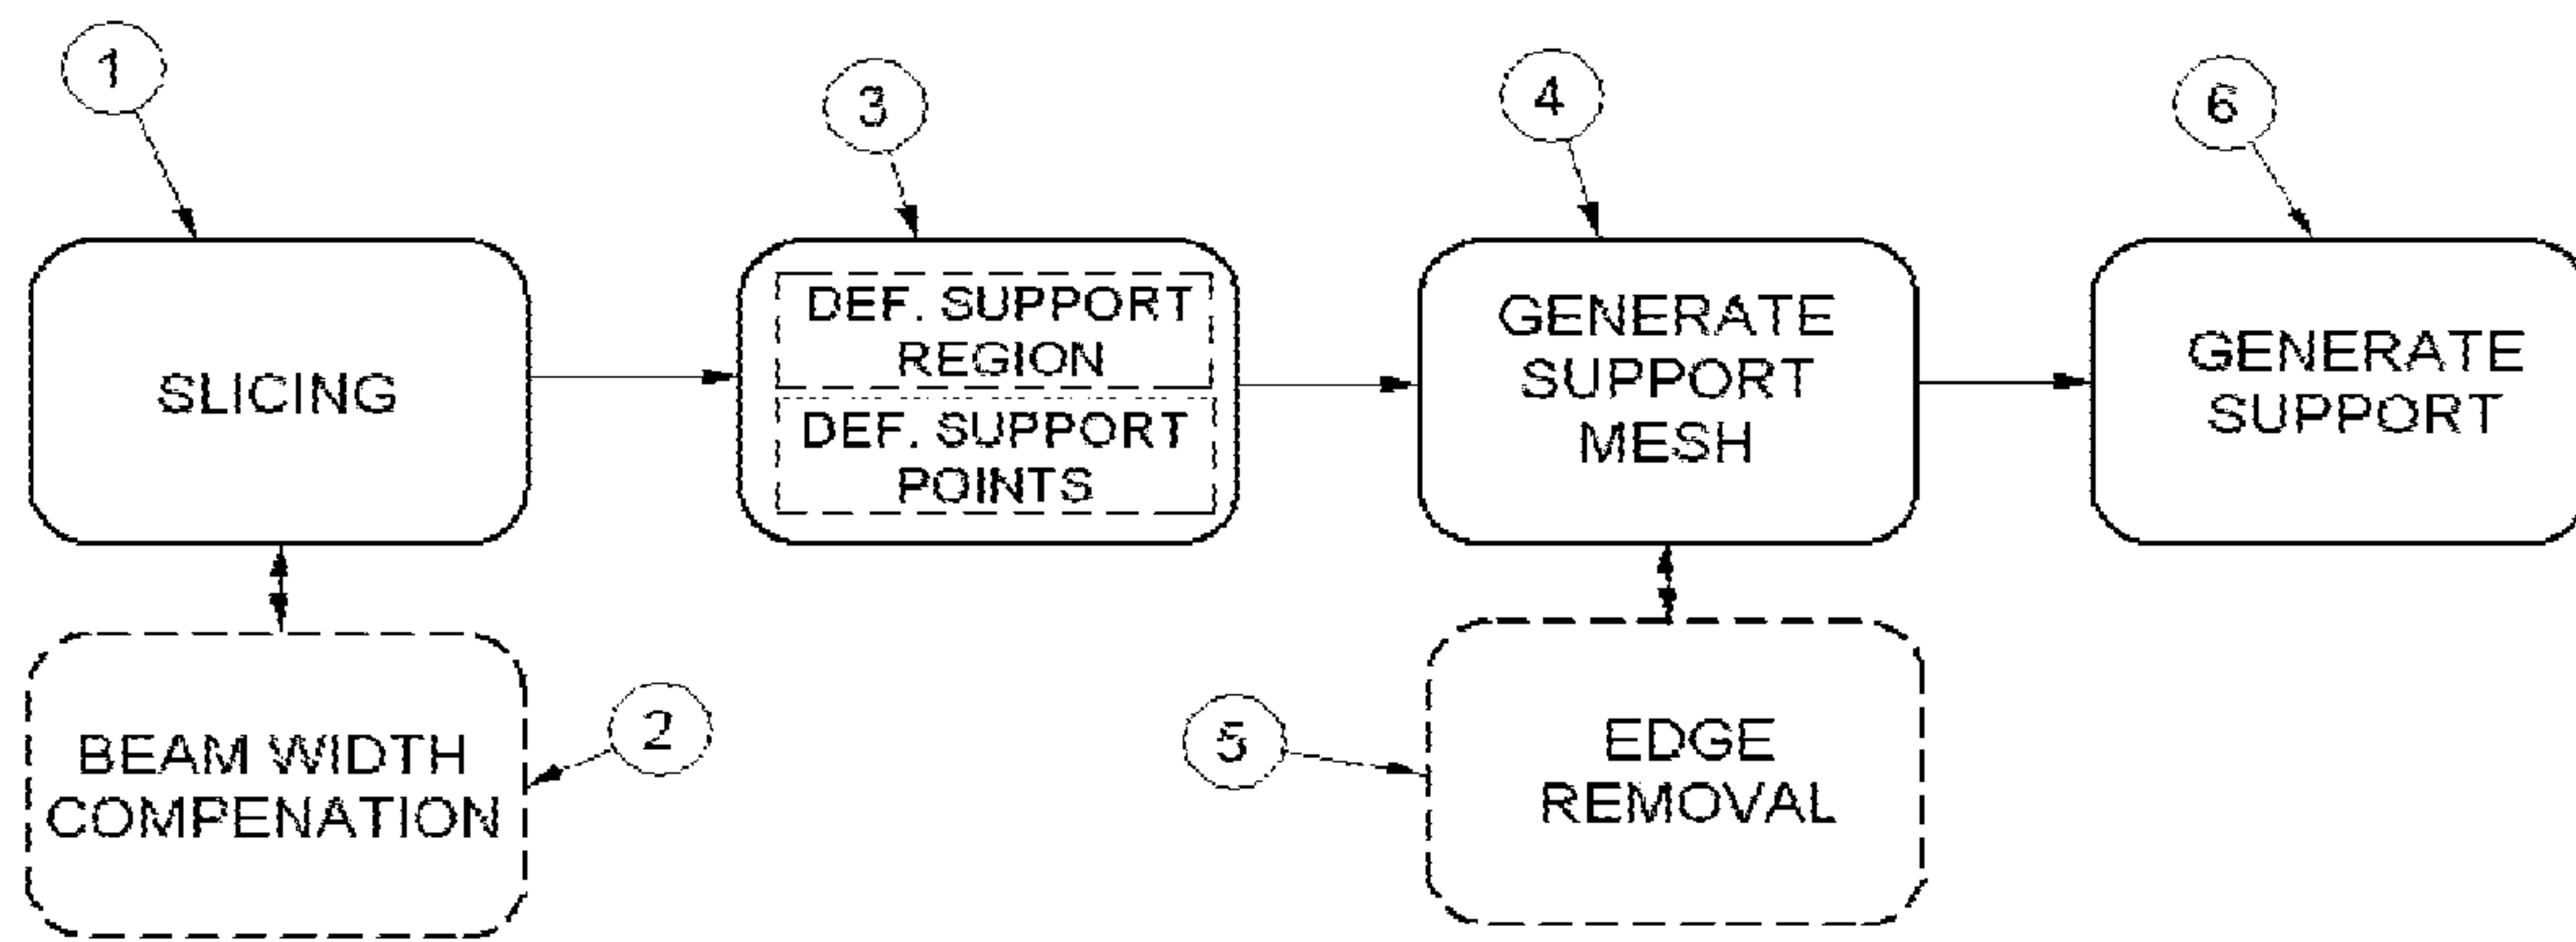 1
3
4
6
SLICING
DEF. SUPPORT
REGION
DEF. SUPPORT
POINTS
GENERATE
SUPPORT
MESH
GENERATE
SUPPORT
BEAM WIDTH
COMPENATION
2
5
EDGE
REMOVAL